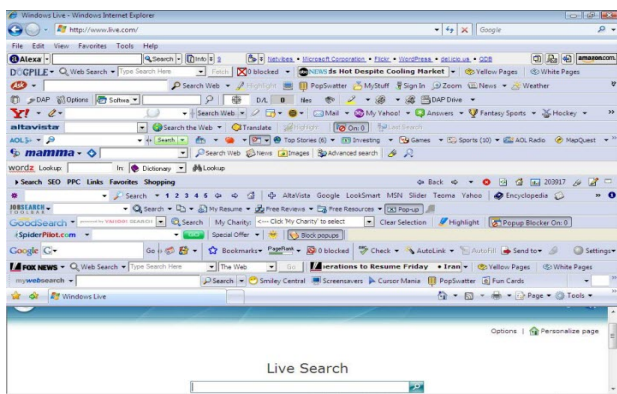 Windows Live - Windows Internet Explorer
http://www.live.com/ Google
File Edit View Favorites Tools Help
Alexa Search Info 3 Netvibes • Microsoft Corporation • Flickr • WordPress • del.icio.us • amazon.com
DOGPILE Web Search Type Search Here Fetch 0 blocked NEWS ds Hot Despite Cooling Market Yellow Pages White Pages
Ask Search Web Highlight PopSwatter MyStuff Sign In Zoom News Weather
DAP Options Softwa D/L 0 files DAP Drive
Y! Search Web Mail My Yahoo! Answers Fantasy Sports Hockey
altavista Search the Web Translate Highlight On: 0
AOL Search Top Stories (6) Investing Games Sports (10) AOL Radio MapQuest
mamma Search Web News Images Advanced search
wordz Lookup: In: Dictionary Lookup
Search SEO PPC Links Favorites Shopping Go Back 203917
Search 1 2 3 4 AltaVista Google LookSmart MSN Slider Teoma Yahoo Encyclopedia 0
JOBSEARCH TOOLBAR Search My Resume Free Reviews Free Resources Pop-up
GoodSearch Search My Charity: <-- Click 'My Charity' to select Clear Selection Highlight Popup Blocker On: 0
SpiderPilot.com Special Offer Block popups
Google G Go Bookmarks PageRank 0 blocked Check AutoLink AutoFill Send to Settings
FOX NEWS Web Search Type Search Here The Web Go erations to Resume Friday • Iran Yellow Pages White Pages
mywebsearch Search Smiley Central Screensavers Cursor Mania PopSwatter Fun Cards
Windows Live Page Tools
Options | Personalize page
Live Search